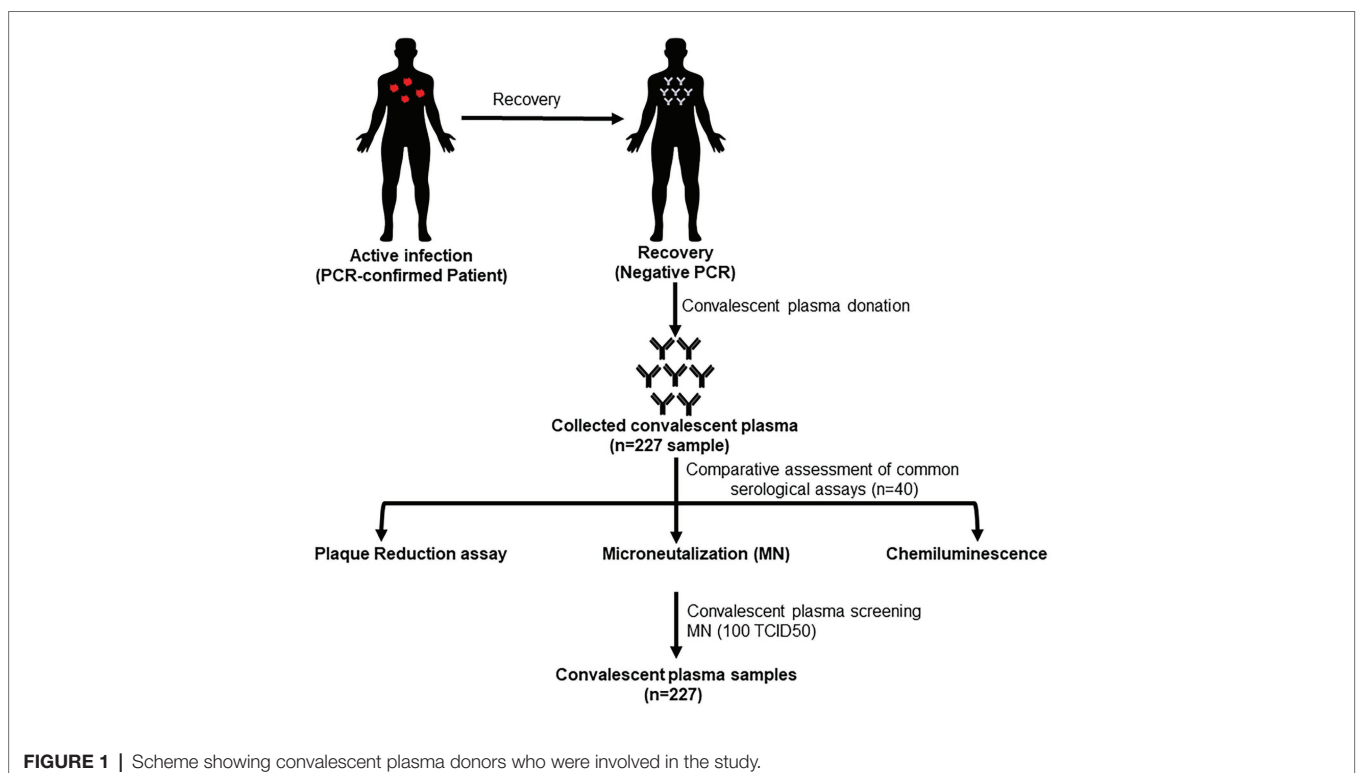 Recovery
Active infection
(PCR-confirmed Patient)
Recovery
(Negative PCR)
Convalescent plasma donation
Collected convalescent plasma
(n=227 sample)
Comparative assessment of common
serological assays (n=40)
Plaque Reduction assay
Microneutalization (MN)
Chemiluminescence
Convalescent plasma screening
MN (100 TCID50)
Convalescent plasma samples
(n=227)
FIGURE 1 | Scheme showing convalescent plasma donors who were involved in the study.